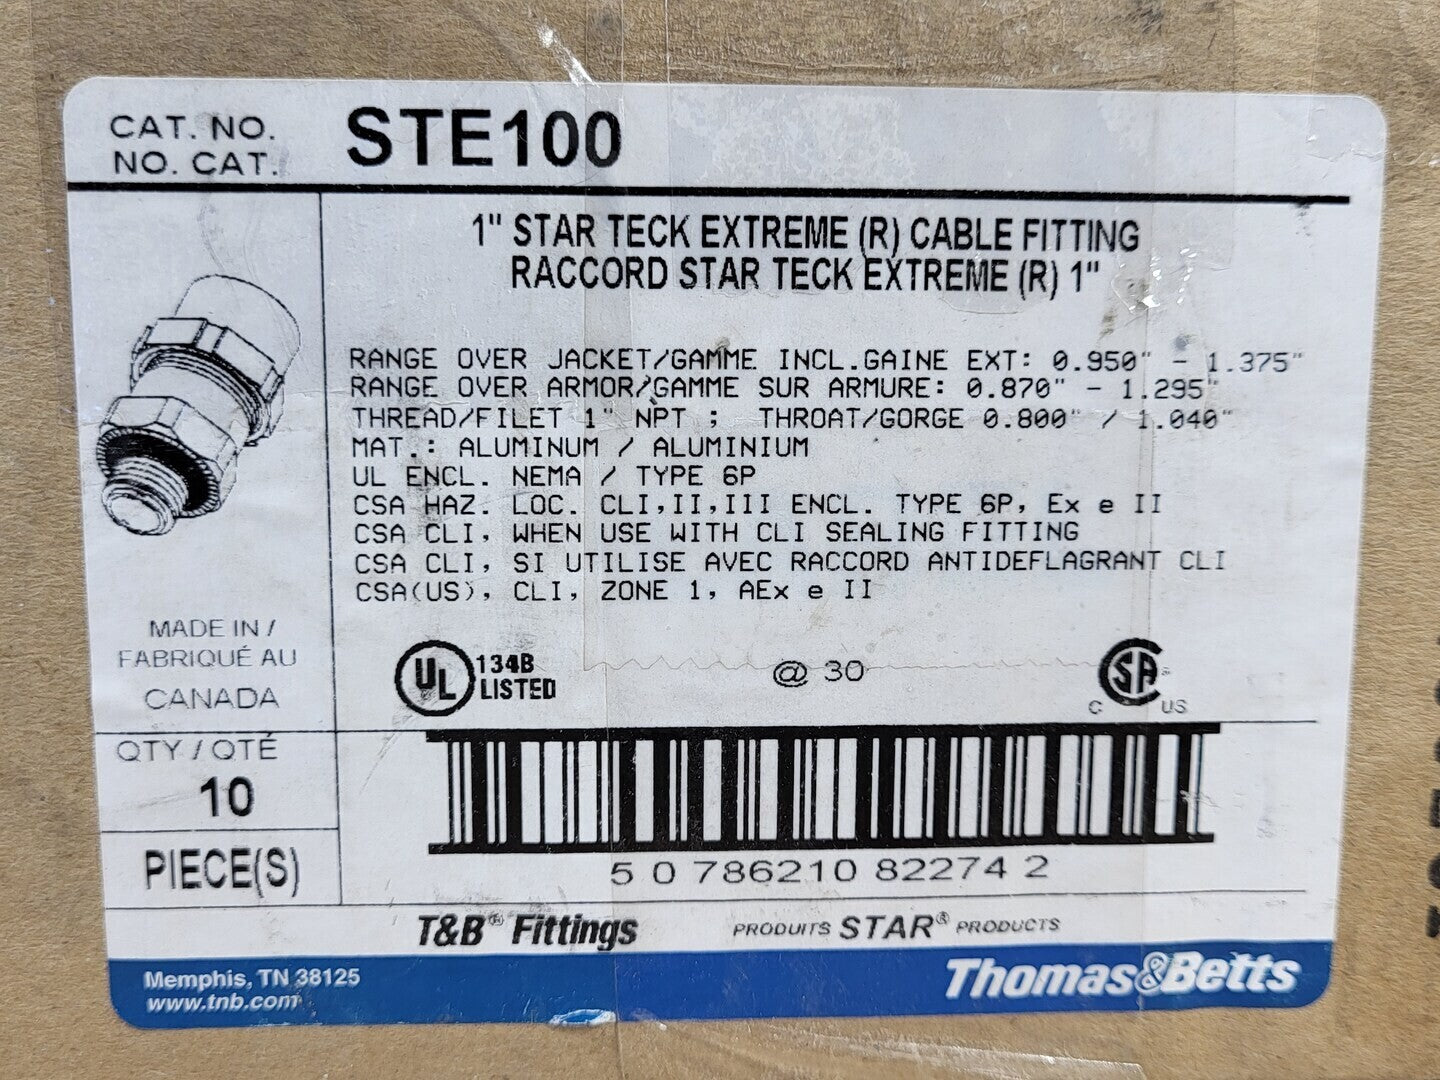 CAT. NO.
NO. CAT.
STE100
1" STAR TECK EXTREME (R) CABLE FITTING
RACCORD STAR TECK EXTREME (R) 1"
RANGE OVER JACKET/GAMME INCL.GAINE EXT: 0.950" - 1.375"
RANGE OVER ARMOR/GAMME SUR ARMURE: 0.870" - 1.295"
THREAD/FILET 1" NPT ; THROAT/GORGE 0.800" / 1.040"
MAT.: ALUMINUM / ALUMINIUM
UL ENCL. NEMA / TYPE 6P
CSA HAZ. LOC. CLI,II,III ENCL. TYPE 6P, Ex e II
CSA CLI, WHEN USE WITH CLI SEALING FITTING
CSA CLI, SI UTILISE AVEC RACCORD ANTIDEFLAGRANT CLI
CSA(US), CLI, ZONE 1, AEx e II
MADE IN /
FABRIQUÉ AU
CANADA
UL 134B
LISTED
@ 30
CSA
C US
QTY / QTÉ
10
PIECE(S)
5 0 786210 82274 2
T&B® Fittings
PRODUITS STAR® PRODUCTS
Memphis, TN 38125
www.tnb.com
Thomas&Betts